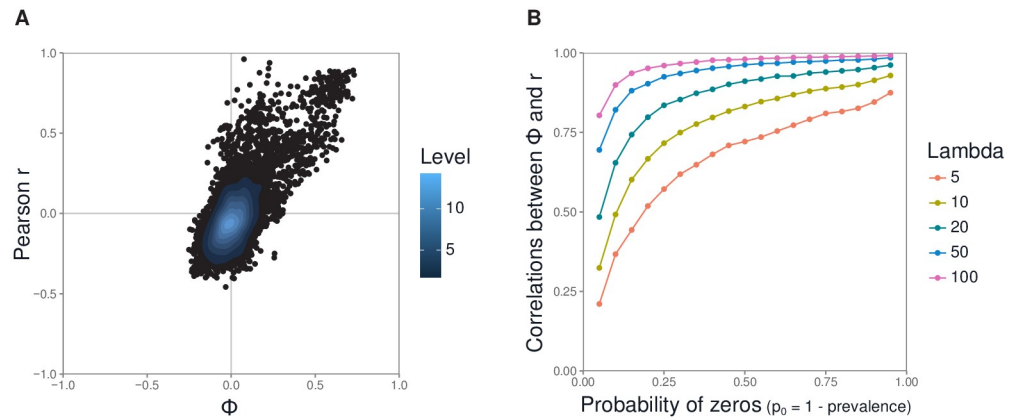 A
1.0
0.5
0.0
−0.5
−1.0
Pearson r
−1.0 −0.5 0.0 0.5 1.0
Φ
Level
10
5
B
1.00
0.75
0.50
0.25
0.00
Correlations between Φ and r
0.00 0.25 0.50 0.75 1.00
Probability of zeros (p₀ = 1 - prevalence)
Lambda
5
10
20
50
100